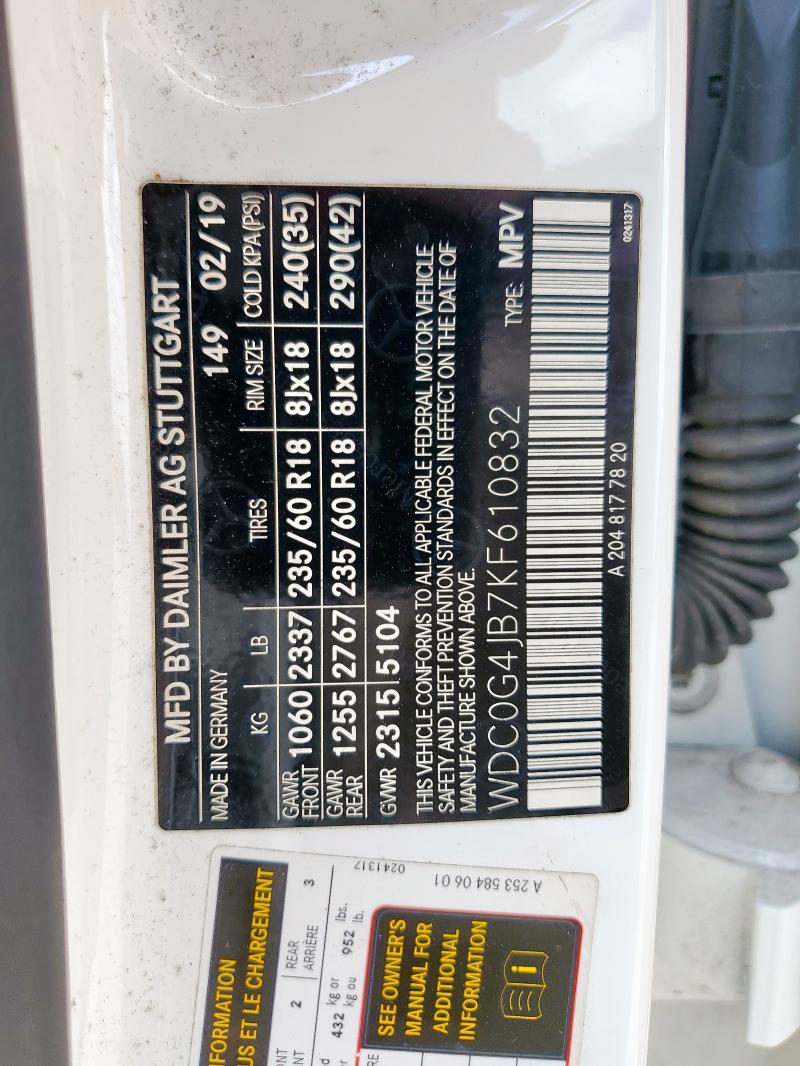 MFD BY DAIMLER AG STUTTGART
MADE IN GERMANY 149 02/19
KG LB TIRES RIM SIZE COLD KPA(PSI)
GAWR FRONT 1060 2337 235/60 R18 8Jx18 240(35)
GAWR REAR 1255 2767 235/60 R18 8Jx18 290(42)
GVWR 2315 5104
THIS VEHICLE CONFORMS TO ALL APPLICABLE FEDERAL MOTOR VEHICLE
SAFETY AND THEFT PREVENTION STANDARDS IN EFFECT ON THE DATE OF
MANUFACTURE SHOWN ABOVE.
WDC0G4JB7KF610832 TYPE: MPV
0241317
A 204 817 78 20
US ET LE CHARGEMENT
2 REAR 3
ARRIÈRE
432 kg or 952 lbs.
kg ou lb.
SEE OWNER'S
MANUAL FOR
ADDITIONAL
INFORMATION
0241317
A 253 584 06 01